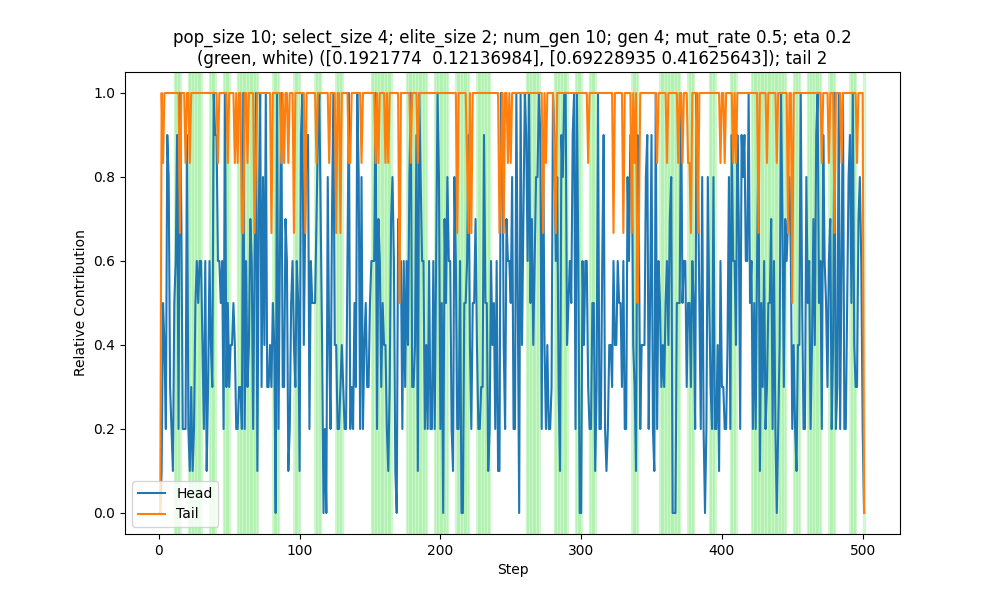 pop_size 10; select_size 4; elite_size 2; num_gen 10; gen 4; mut_rate 0.5; eta 0.2
(green, white) ([0.1921774  0.12136984], [0.69228935 0.41625643]); tail 2
1.0
0.8
0.6
0.4
0.2
0.0
Relative Contribution
Head
Tail
0
100
200
300
400
500
Step